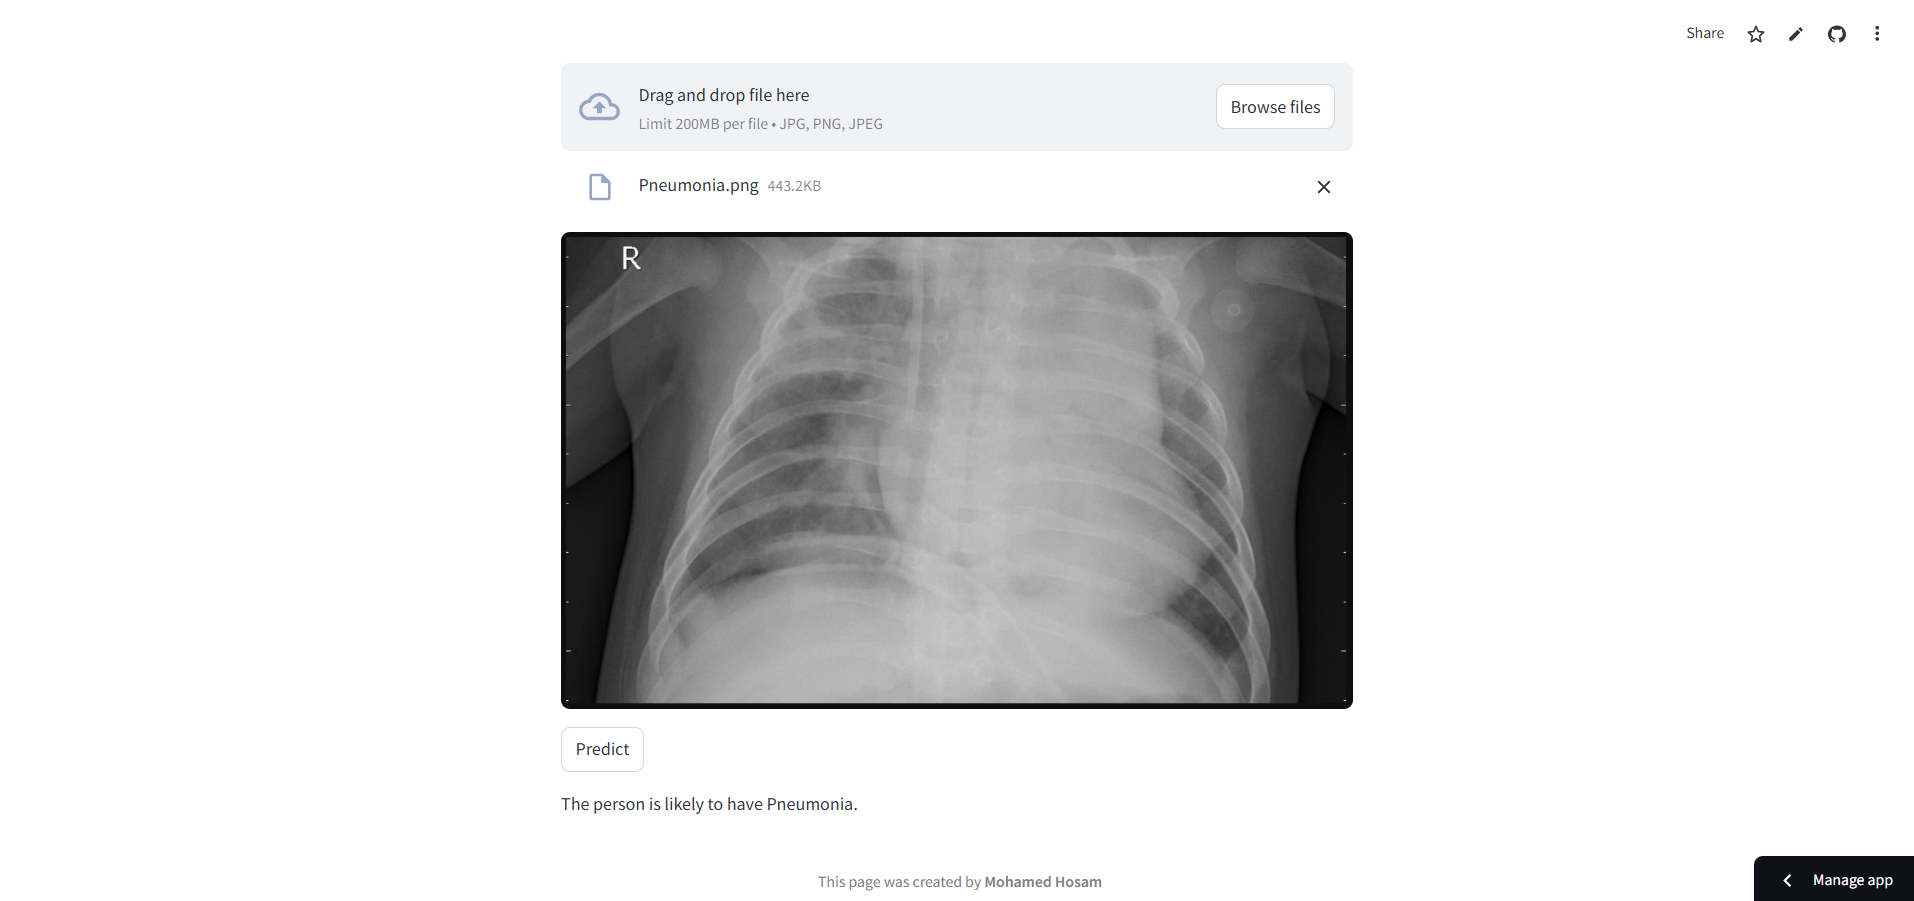 Share
Drag and drop file here
Limit 200MB per file • JPG, PNG, JPEG
Browse files
Pneumonia.png 443.2KB
R
Predict
The person is likely to have Pneumonia.
This page was created by Mohamed Hosam
Manage app